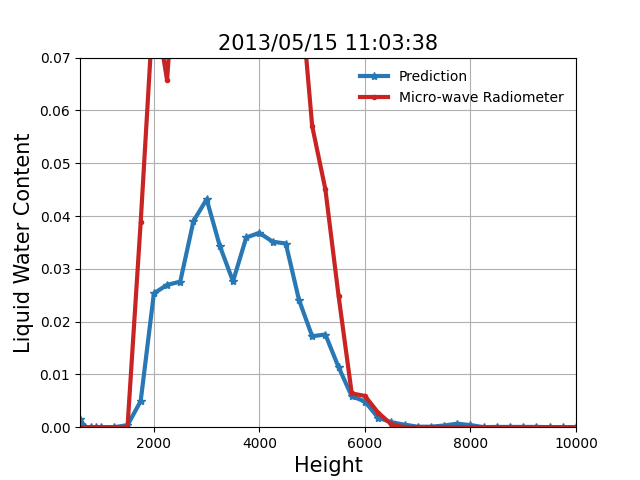 2013/05/15 11:03:38
0.07
0.06
0.05
0.04
0.03
0.02
0.01
0.00
Liquid Water Content
Prediction
Micro-wave Radiometer
2000 4000 6000 8000 10000
Height